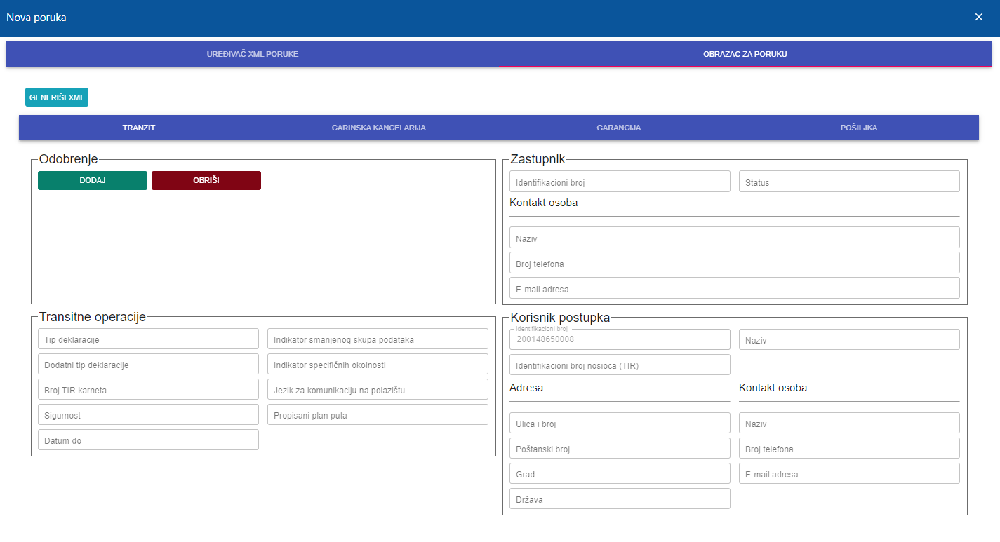 Nova poruka
UREĐIVAČ XML PORUKE
OBRAZAC ZA PORUKU
GENERIŠI XML
TRANZIT
CARINSKA KANCELARIJA
GARANCIJA
POŠILJKA
Odobrenje
DODAJ
OBRIŠI
Zastupnik
Identifikacioni broj
Status
Kontakt osoba
Naziv
Broj telefona
E-mail adresa
Transitne operacije
Tip deklaracije
Indikator smanjenog skupa podataka
Dodatni tip deklaracije
Indikator specifičnih okolnosti
Broj TIR karneta
Jezik za komunikaciju na polazištu
Sigurnost
Propisani plan puta
Datum do
Korisnik postupka
Identifikacioni broj
200148650008
Naziv
Identifikacioni broj nosioca (TIR)
Adresa
Ulica i broj
Poštanski broj
Grad
Država
Kontakt osoba
Naziv
Broj telefona
E-mail adresa